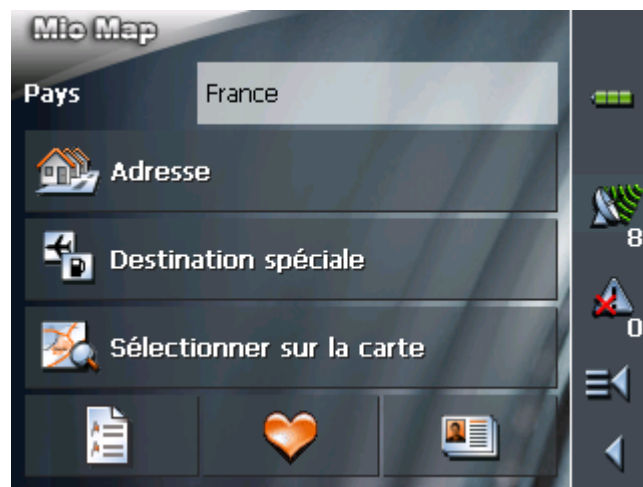 Mio Map
Pays France
Adresse
Destination spéciale
8
Sélectionner sur la carte
0